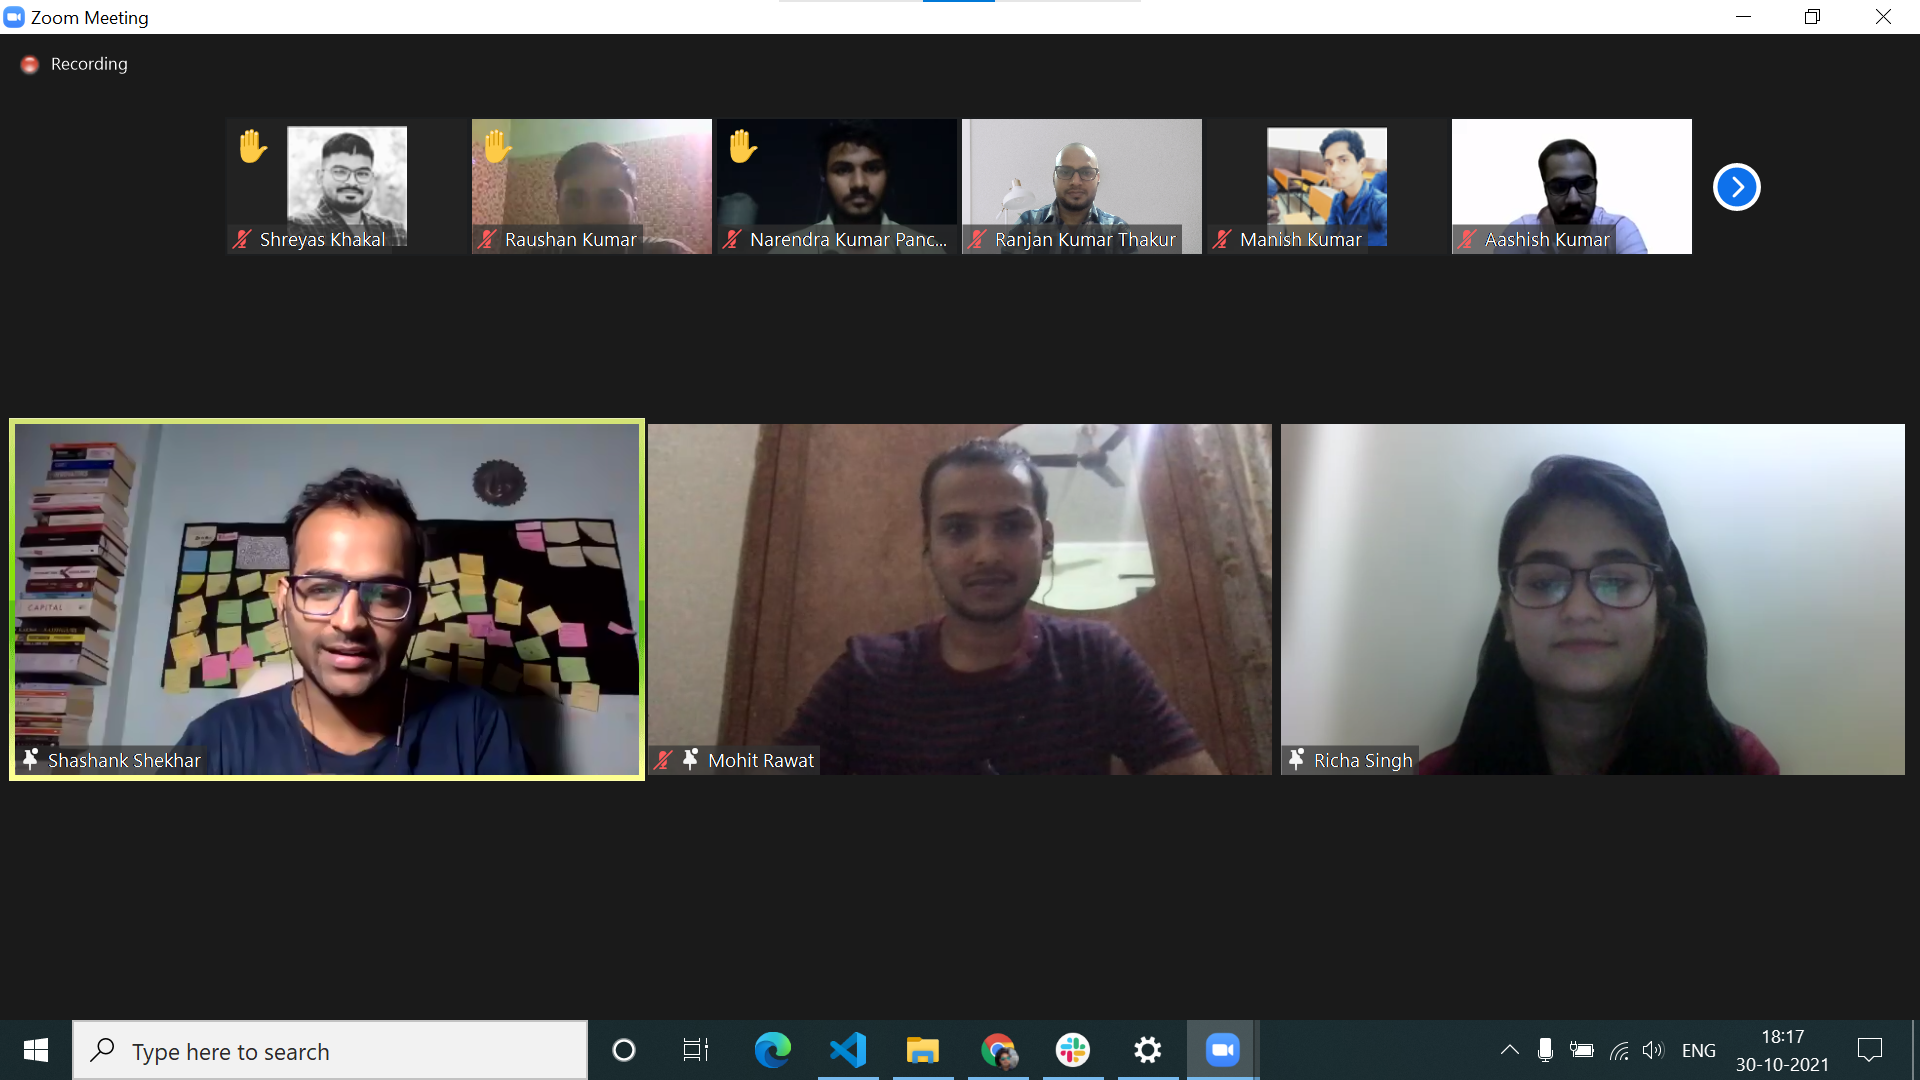 Zoom Meeting
Recording
Shreyas Khakal
Raushan Kumar
Narendra Kumar Panc...
Ranjan Kumar Thakur
Manish Kumar
Aashish Kumar
CAPITAL
Shashank Shekhar
Mohit Rawat
Richa Singh
Type here to search
ENG
18:17
30-10-2021